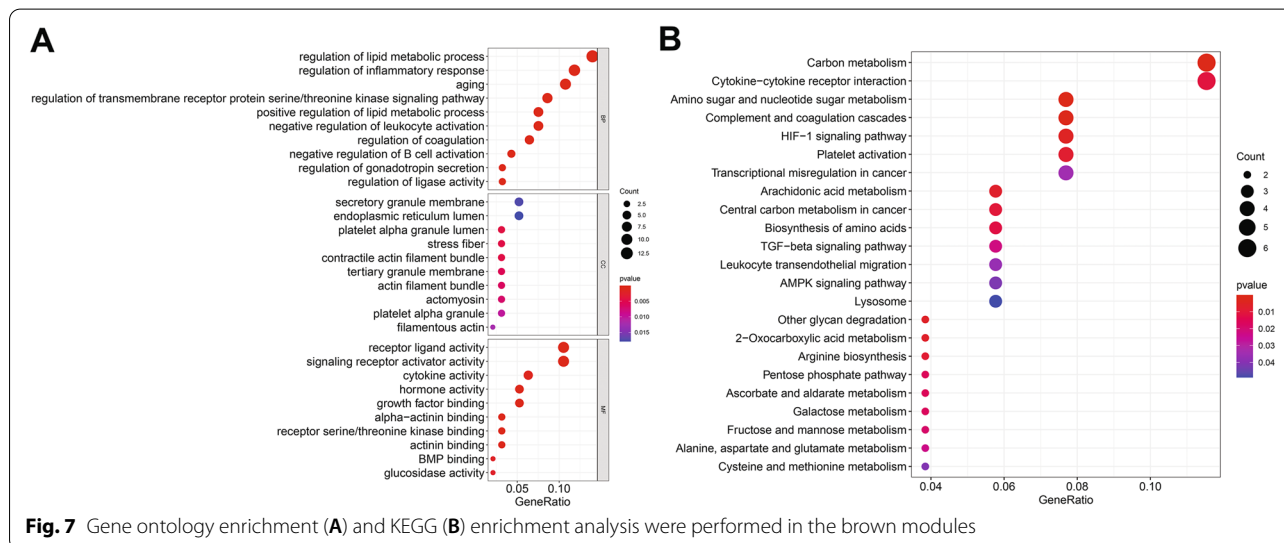 A
regulation of lipid metabolic process
regulation of inflammatory response
aging
regulation of transmembrane receptor protein serine/threonine kinase signaling pathway
positive regulation of lipid metabolic process
negative regulation of leukocyte activation
regulation of coagulation
negative regulation of B cell activation
regulation of gonadotropin secretion
regulation of ligase activity
BP
secretory granule membrane
endoplasmic reticulum lumen
platelet alpha granule lumen
stress fiber
contractile actin filament bundle
tertiary granule membrane
actin filament bundle
actomyosin
platelet alpha granule
filamentous actin
CC
receptor ligand activity
signaling receptor activator activity
cytokine activity
hormone activity
growth factor binding
alpha−actinin binding
receptor serine/threonine kinase binding
actinin binding
BMP binding
glucosidase activity
MF
0.05 0.10
GeneRatio
Count
2.5
5.0
7.5
10.0
12.5
pvalue
0.005
0.010
0.015
B
Carbon metabolism
Cytokine−cytokine receptor interaction
Amino sugar and nucleotide sugar metabolism
Complement and coagulation cascades
HIF−1 signaling pathway
Platelet activation
Transcriptional misregulation in cancer
Arachidonic acid metabolism
Central carbon metabolism in cancer
Biosynthesis of amino acids
TGF−beta signaling pathway
Leukocyte transendothelial migration
AMPK signaling pathway
Lysosome
Other glycan degradation
2−Oxocarboxylic acid metabolism
Arginine biosynthesis
Pentose phosphate pathway
Ascorbate and aldarate metabolism
Galactose metabolism
Fructose and mannose metabolism
Alanine, aspartate and glutamate metabolism
Cysteine and methionine metabolism
0.04 0.06 0.08 0.10
GeneRatio
Count
2
3
4
5
6
pvalue
0.01
0.02
0.03
0.04
Fig. 7 Gene ontology enrichment (A) and KEGG (B) enrichment analysis were performed in the brown modules